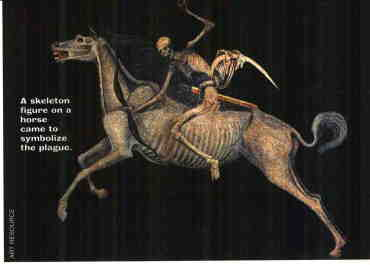 A skeleton
figure on a
horse
came to
symbolize
the plague.
ART RESOURCE